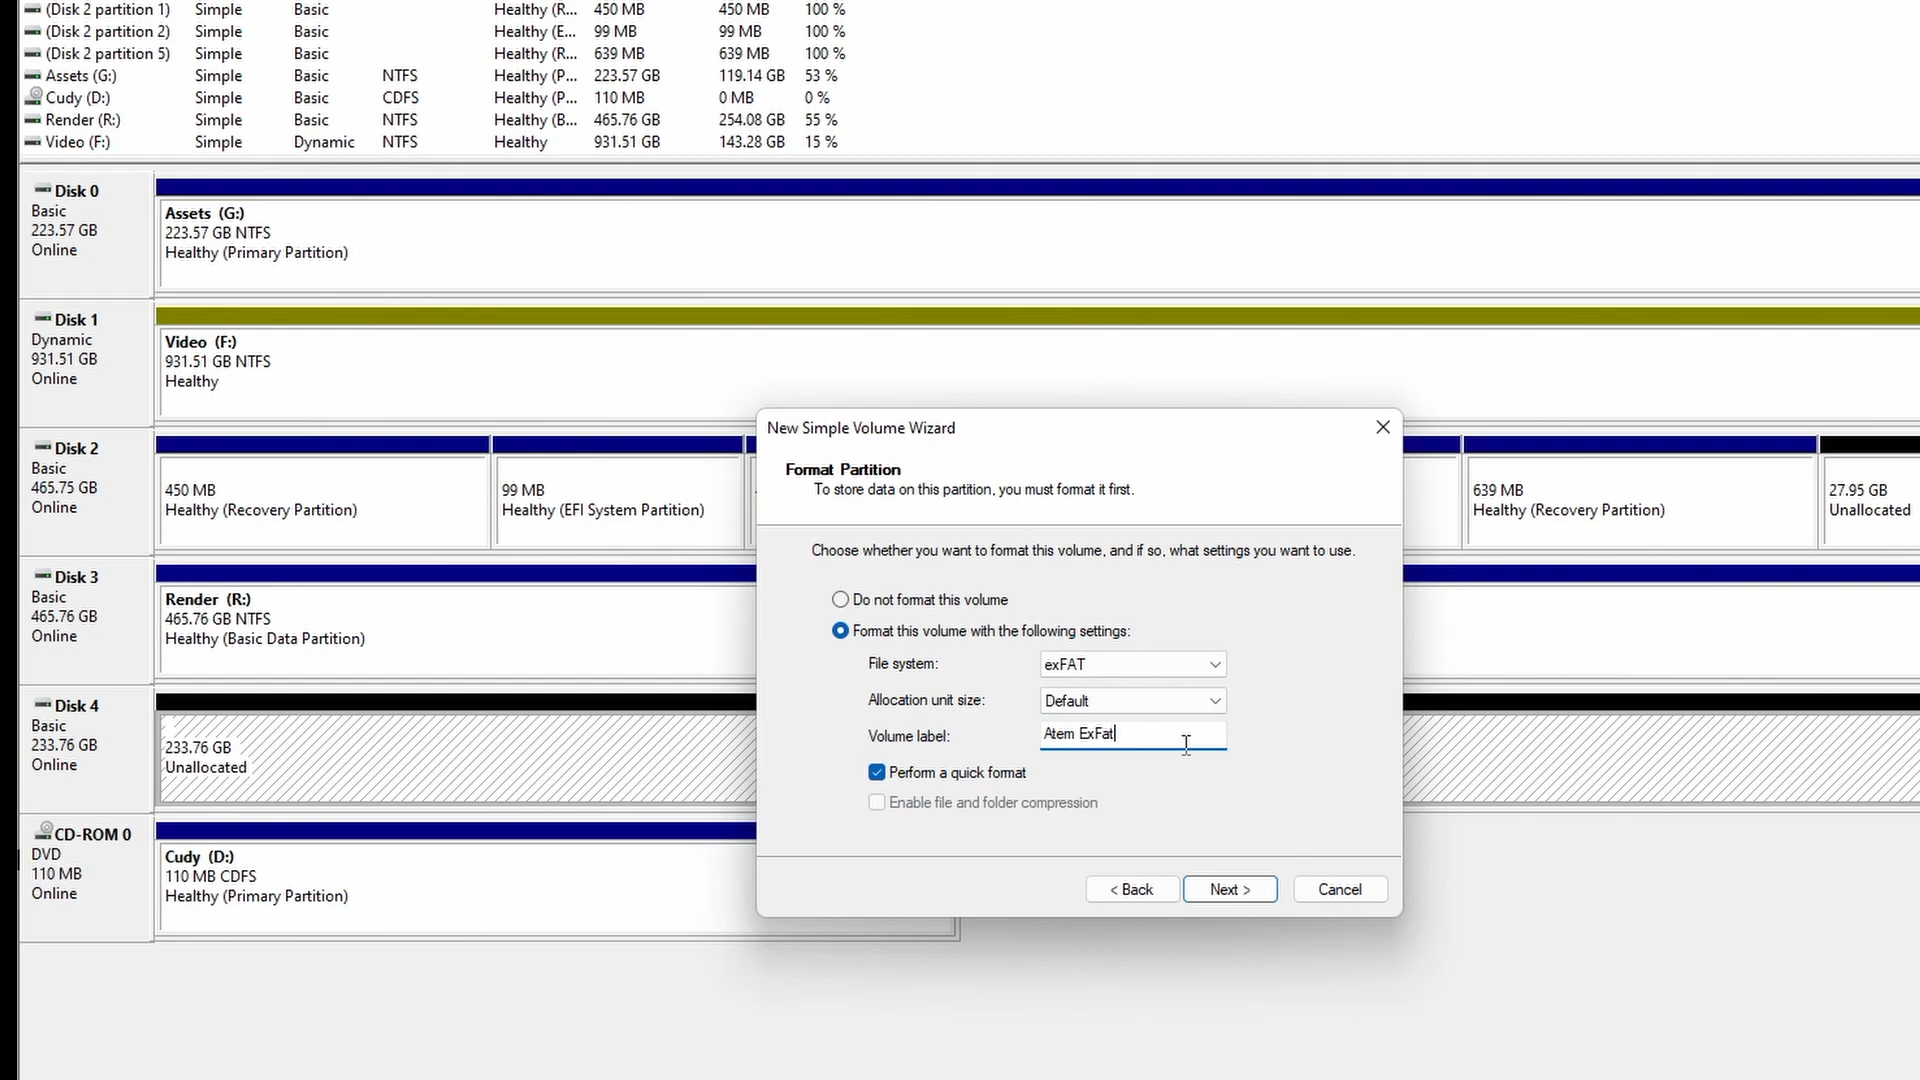 (Disk 2 partition 1) Simple Basic Healthy (R... 450 MB 450 MB 100 %
(Disk 2 partition 2) Simple Basic Healthy (E... 99 MB 99 MB 100 %
(Disk 2 partition 5) Simple Basic Healthy (R... 639 MB 639 MB 100 %
Assets (G:) Simple Basic NTFS Healthy (P... 223.57 GB 119.14 GB 53 %
Cudy (D:) Simple Basic CDFS Healthy (P... 110 MB 0 MB 0 %
Render (R:) Simple Basic NTFS Healthy (B... 465.76 GB 254.08 GB 55 %
Video (F:) Simple Dynamic NTFS Healthy 931.51 GB 143.28 GB 15 %
Disk 0
Basic
223.57 GB
Online
Assets (G:)
223.57 GB NTFS
Healthy (Primary Partition)
Disk 1
Dynamic
931.51 GB
Online
Video (F:)
931.51 GB NTFS
Healthy
Disk 2
Basic
465.75 GB
Online
450 MB
Healthy (Recovery Partition)
99 MB
Healthy (EFI System Partition)
639 MB
Healthy (Recovery Partition)
27.95 GB
Unallocated
Disk 3
Basic
465.76 GB
Online
Render (R:)
465.76 GB NTFS
Healthy (Basic Data Partition)
Disk 4
Basic
233.76 GB
Online
233.76 GB
Unallocated
CD-ROM 0
DVD
110 MB
Online
Cudy (D:)
110 MB CDFS
Healthy (Primary Partition)
New Simple Volume Wizard
Format Partition
To store data on this partition, you must format it first.
Choose whether you want to format this volume, and if so, what settings you want to use.
Do not format this volume
Format this volume with the following settings:
File system: exFAT
Allocation unit size: Default
Volume label: Atem ExFat
Perform a quick format
Enable file and folder compression
< Back Next > Cancel